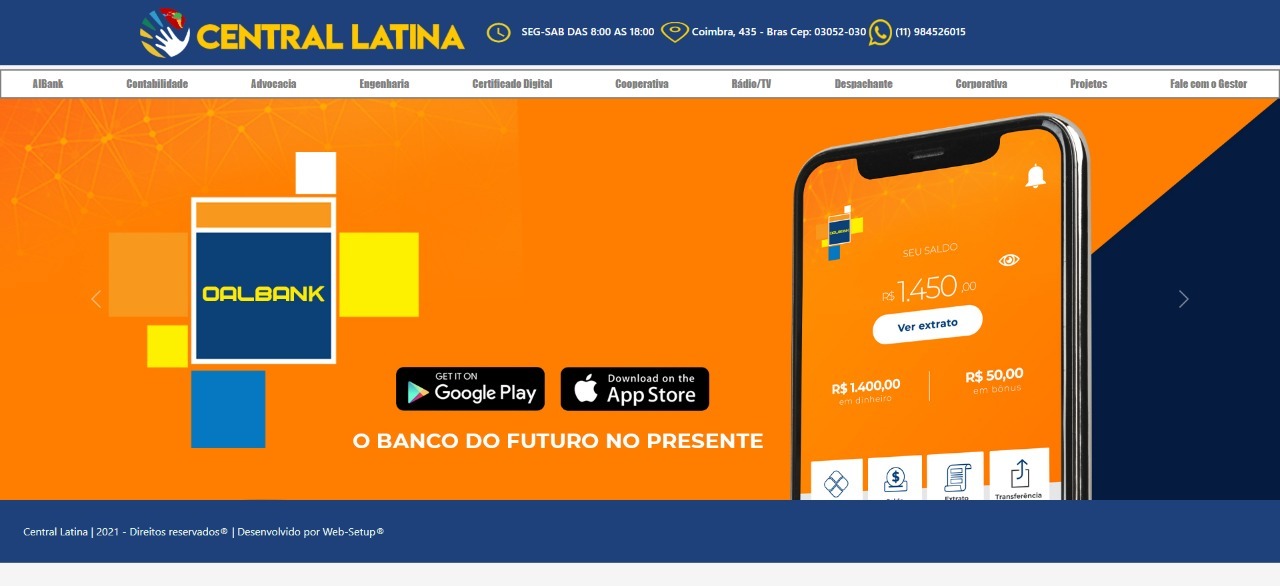 CENTRAL LATINA
SEG-SAB DAS 8:00 AS 18:00
Coimbra, 435 - Bras Cep: 03052-030
(11) 984526015
AlBank Contabilidade Advocacia Engenharia Certificado Digital Cooperativa Rádio/TV Despachante Corporativa Projetos Fale com o Gestor
OALBANK
OALBANK
SEU SALDO
R$ 1.450,00
Ver extrato
R$ 1.400,00
em dinheiro
R$ 50,00
em bônus
Extrato
Transferência
GET IT ON
Google Play
Download on the
App Store
O BANCO DO FUTURO NO PRESENTE
Central Latina | 2021 - Direitos reservados® | Desenvolvido por Web-Setup®